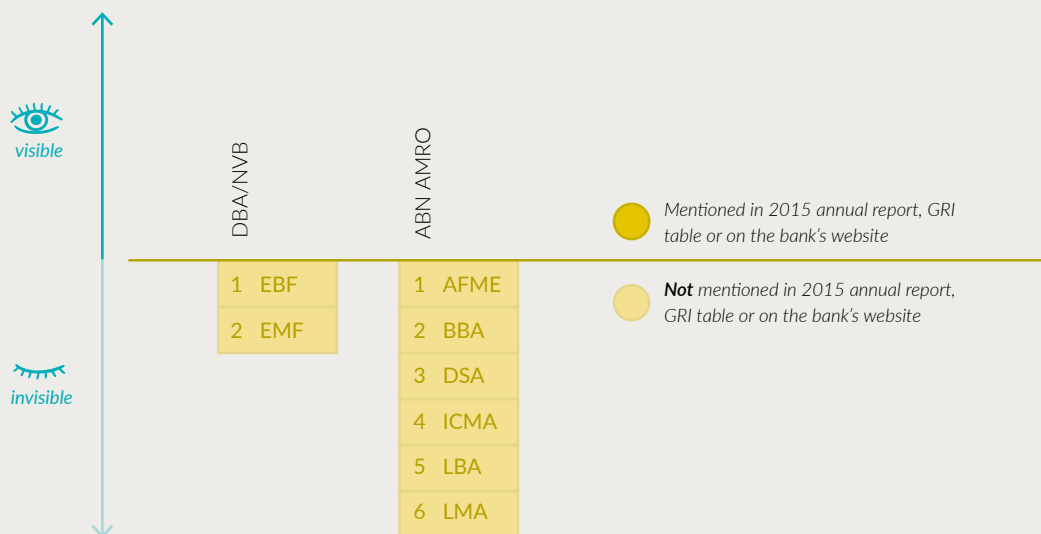 visible
DBA/NVB
ABN AMRO
Mentioned in 2015 annual report, GRI
table or on the bank's website
Not mentioned in 2015 annual report,
GRI table or on the bank's website
1 EBF
2 EMF
1 AFME
2 BBA
3 DSA
4 ICMA
5 LBA
6 LMA
invisible